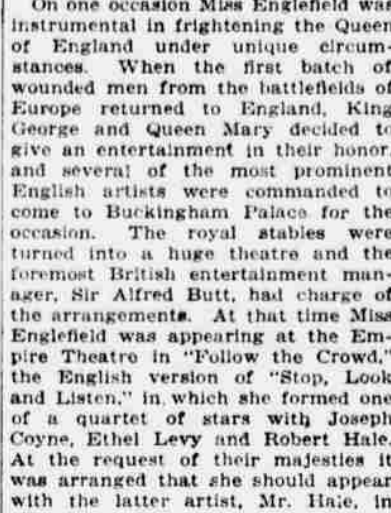 On one occasion Miss Englefield was
instrumental in frightening the Queen
of England under unique circum-
stances. When the first batch of
wounded men from the battlefields of
Europe returned to England, King
George and Queen Mary decided to
give an entertainment in their honor,
and several of the most prominent
English artists were commanded to
come to Buckingham Palace for the
occasion. The royal stables were
turned into a huge theatre and the
foremost British entertainment man-
ager, Sir Alfred Butt, had charge of
the arrangements. At that time Miss
Englefield was appearing at the Em-
pire Theatre in "Follow the Crowd,"
the English version of "Stop, Look
and Listen," in which she formed one
of a quartet of stars with Joseph
Coyne, Ethel Levy and Robert Hale.
At the request of their majesties it
was arranged that she should appear
with the latter artist, Mr. Hale, in